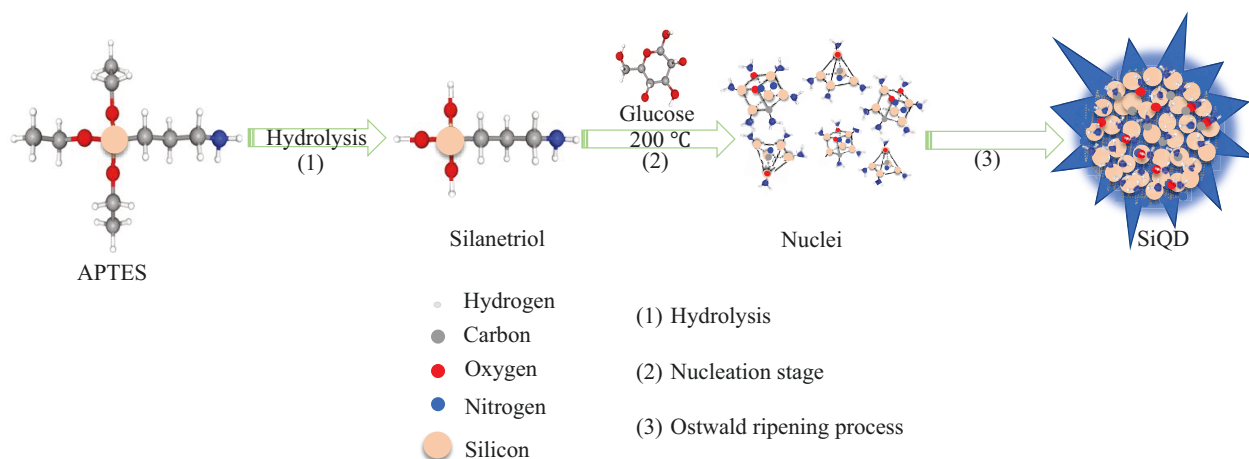 Glucose
Hydrolysis
200 ℃
(1)
(2)
(3)
Silanetriol
Nuclei
SiQD
APTES
Hydrogen
Carbon
Oxygen
Nitrogen
Silicon
(1) Hydrolysis
(2) Nucleation stage
(3) Ostwald ripening process